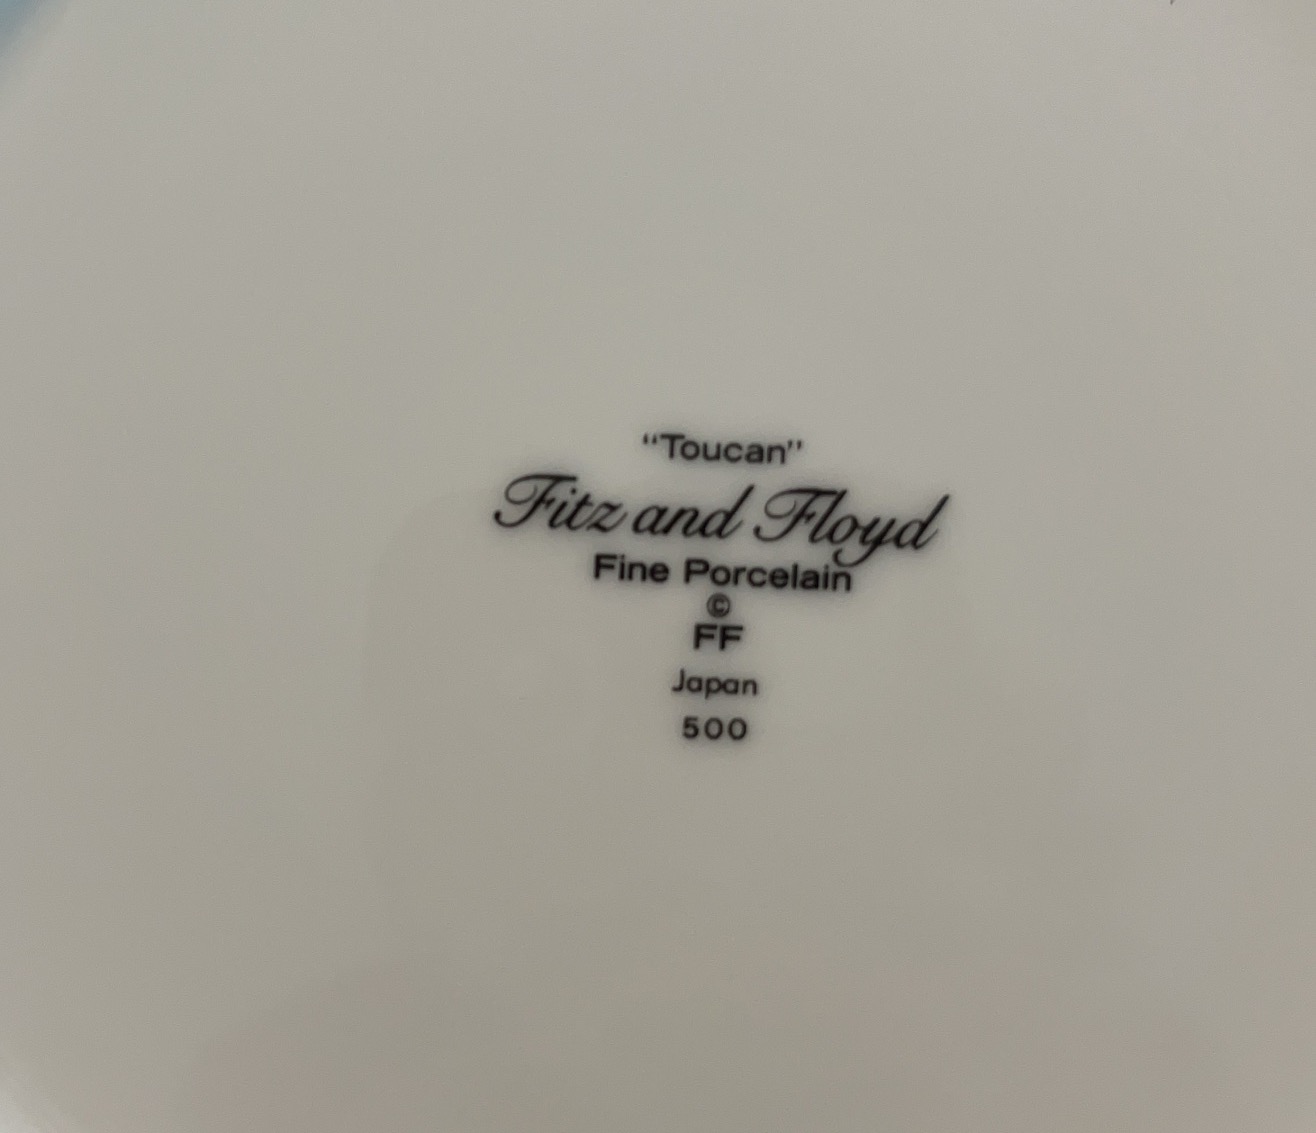 “Toucan”
Fitz and Floyd
Fine Porcelain
©
FF
Japan
500